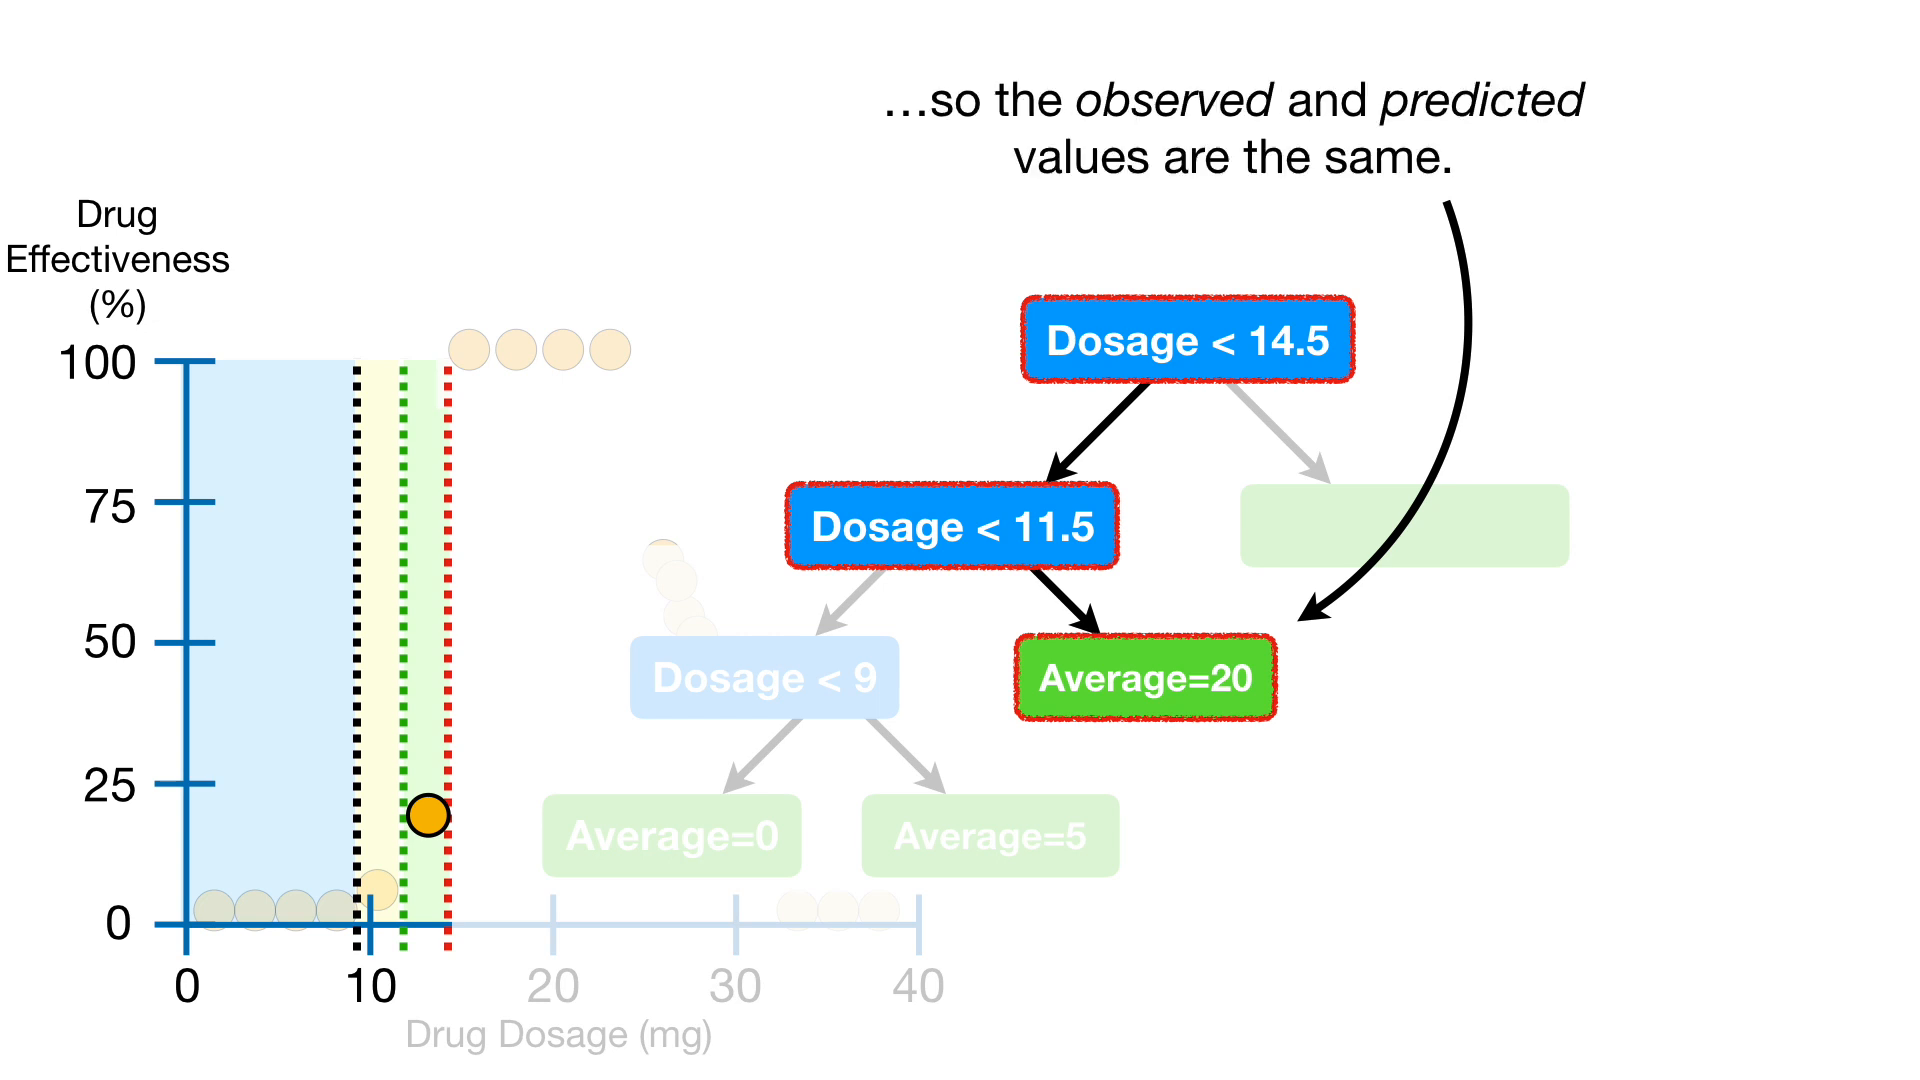 …so the observed and predicted
values are the same.
Drug
Effectiveness
(%)
100
75
50
25
0
0
10
20
30
40
Drug Dosage (mg)
Dosage < 14.5
Dosage < 11.5
Dosage < 9
Average=20
Average=0
Average=5